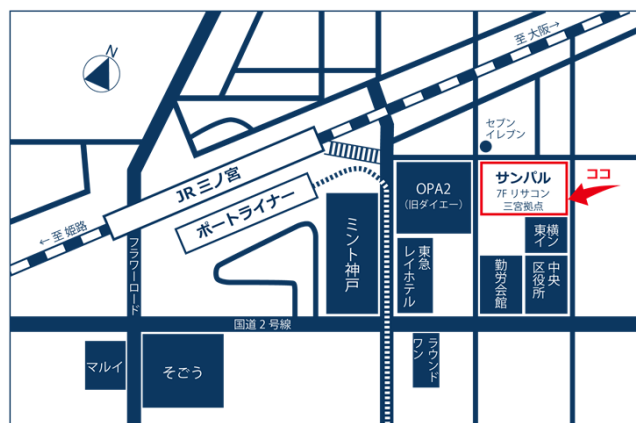 N
至 大阪→
セブン
イレブン
JR 三ノ宮
ポートライナー
← 至 姫路
フラワーロード
ミント神戸
OPA2
（旧ダイエー）
サンパル
7F リサコン
三宮拠点
ココ
東横
イン
東急
レイホテル
勤労会館
中央
区役所
国道 2 号線
マルイ
そごう
ラウンド
ワン